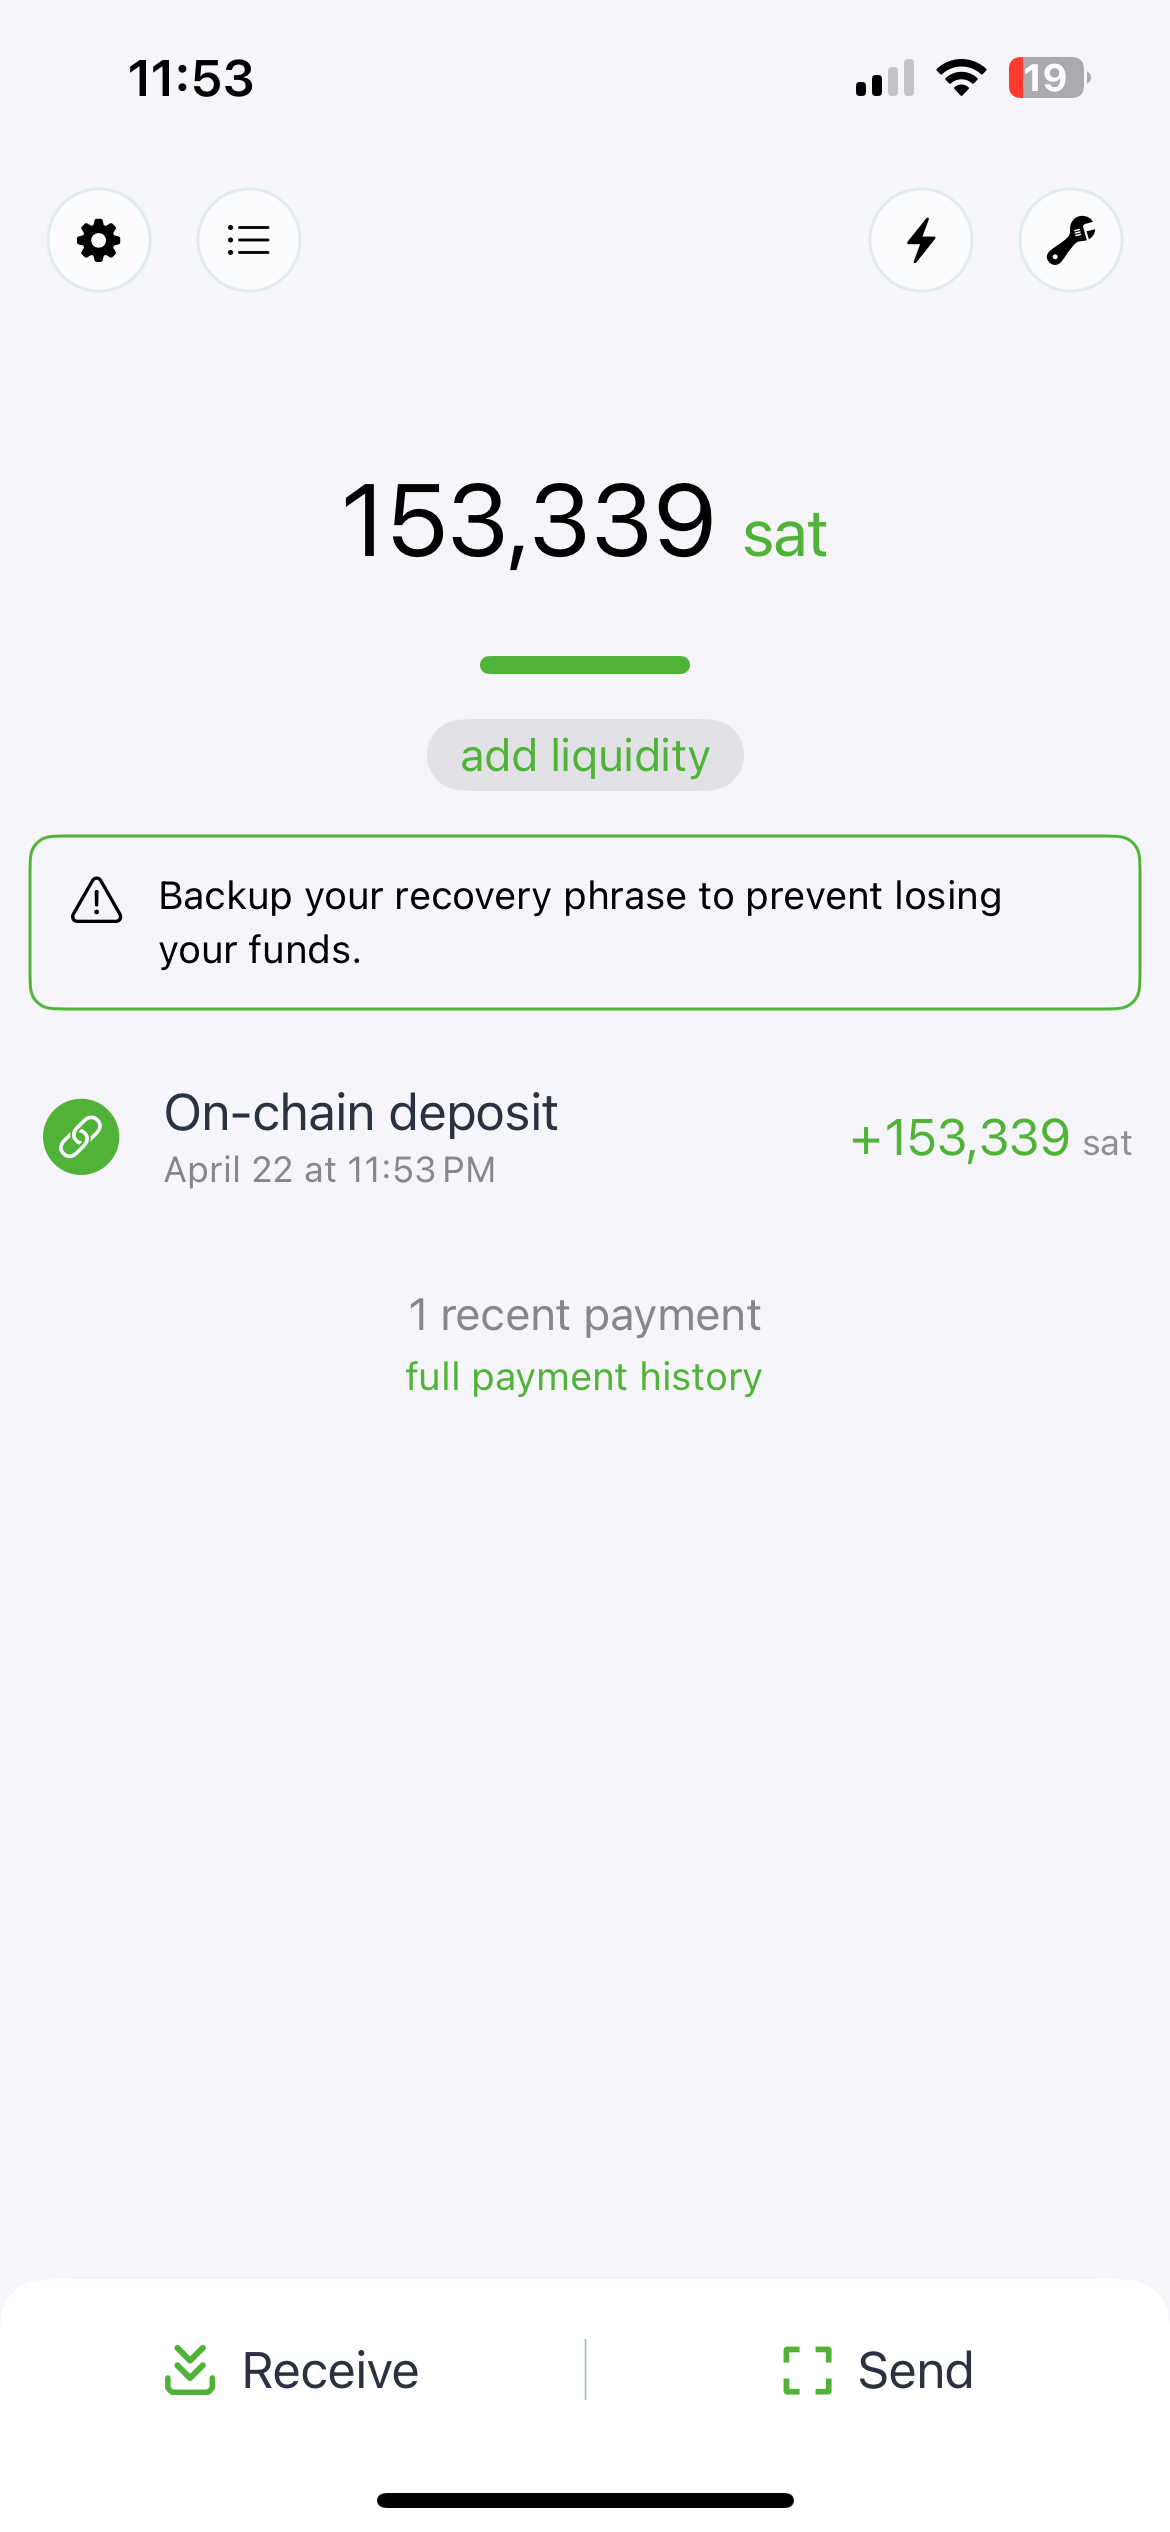 11:53
19
153,339 sat
add liquidity
Backup your recovery phrase to prevent losing
your funds.
On-chain deposit
April 22 at 11:53 PM
+153,339 sat
1 recent payment
full payment history
Receive
Send